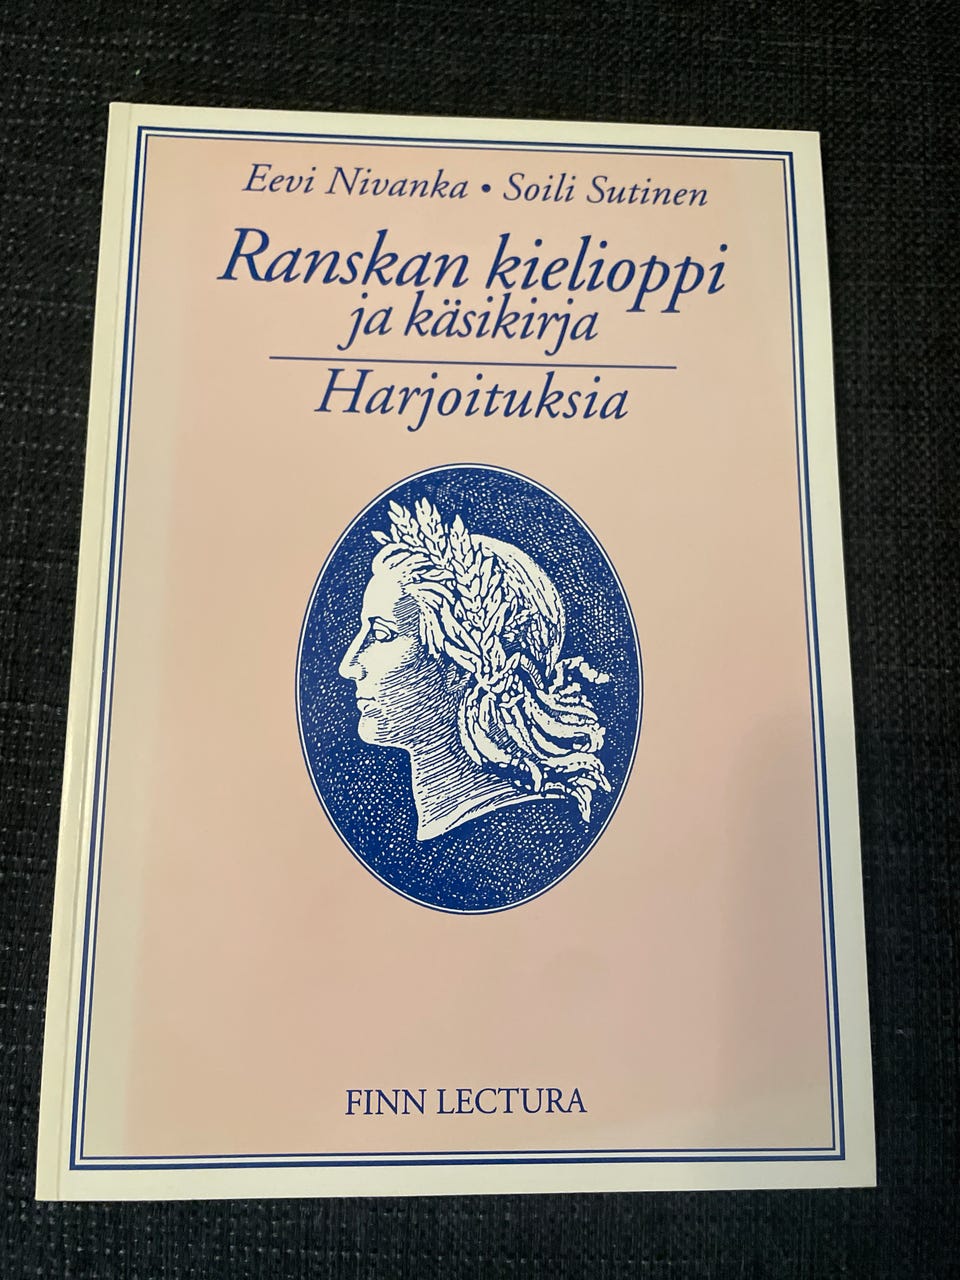 Eevi Nivanka • Soili Sutinen
Ranskan kielioppi
ja käsikirja
Harjoituksia
FINN LECTURA